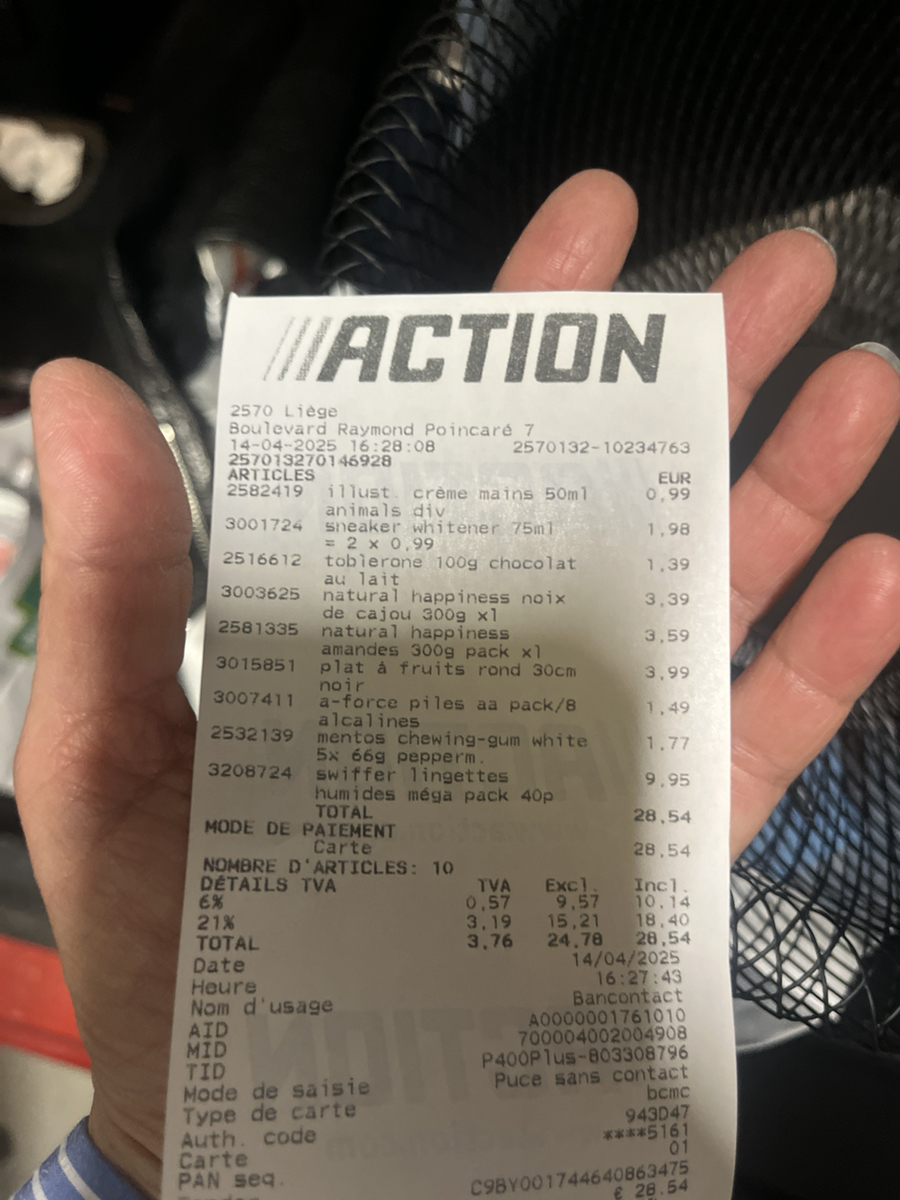 ///ACTION
2570 Liège
Boulevard Raymond Poincaré 7
14-04-2025 16:28:08 2570132-10234763
257013270146928
ARTICLES EUR
2582419 illust. crème mains 50ml 0,99
animals div
3001724 sneaker whitener 75ml 1,98
= 2 x 0,99
2516612 toblerone 100g chocolat 1,39
au lait
3003625 natural happiness noix 3,39
de cajou 300g x1
2581335 natural happiness 3,59
amandes 300g pack x1
3015851 plat à fruits rond 30cm 3,99
noir
3007411 a-force piles aa pack/8 1,49
alcalines
2532139 mentos chewing-gum white 1,77
5x 66g pepperm.
3208724 swiffer lingettes 9,95
humides méga pack 40p
TOTAL 28,54
MODE DE PAIEMENT
Carte 28,54
NOMBRE D'ARTICLES: 10
DÉTAILS TVA TVA Excl. Incl.
6% 0,57 9,57 10,14
21% 3,19 15,21 18,40
TOTAL 3,76 24,78 28,54
Date 14/04/2025
Heure 16:27:43
Nom d'usage Bancontact
AID A0000001761010
MID 700004002004908
TID P400Plus-803308796
Mode de saisie Puce sans contact
Type de carte bcmc
Auth. code 943D47
Carte ****5161
PAN seq. 01
C9BY001744640863475
€ 28.54